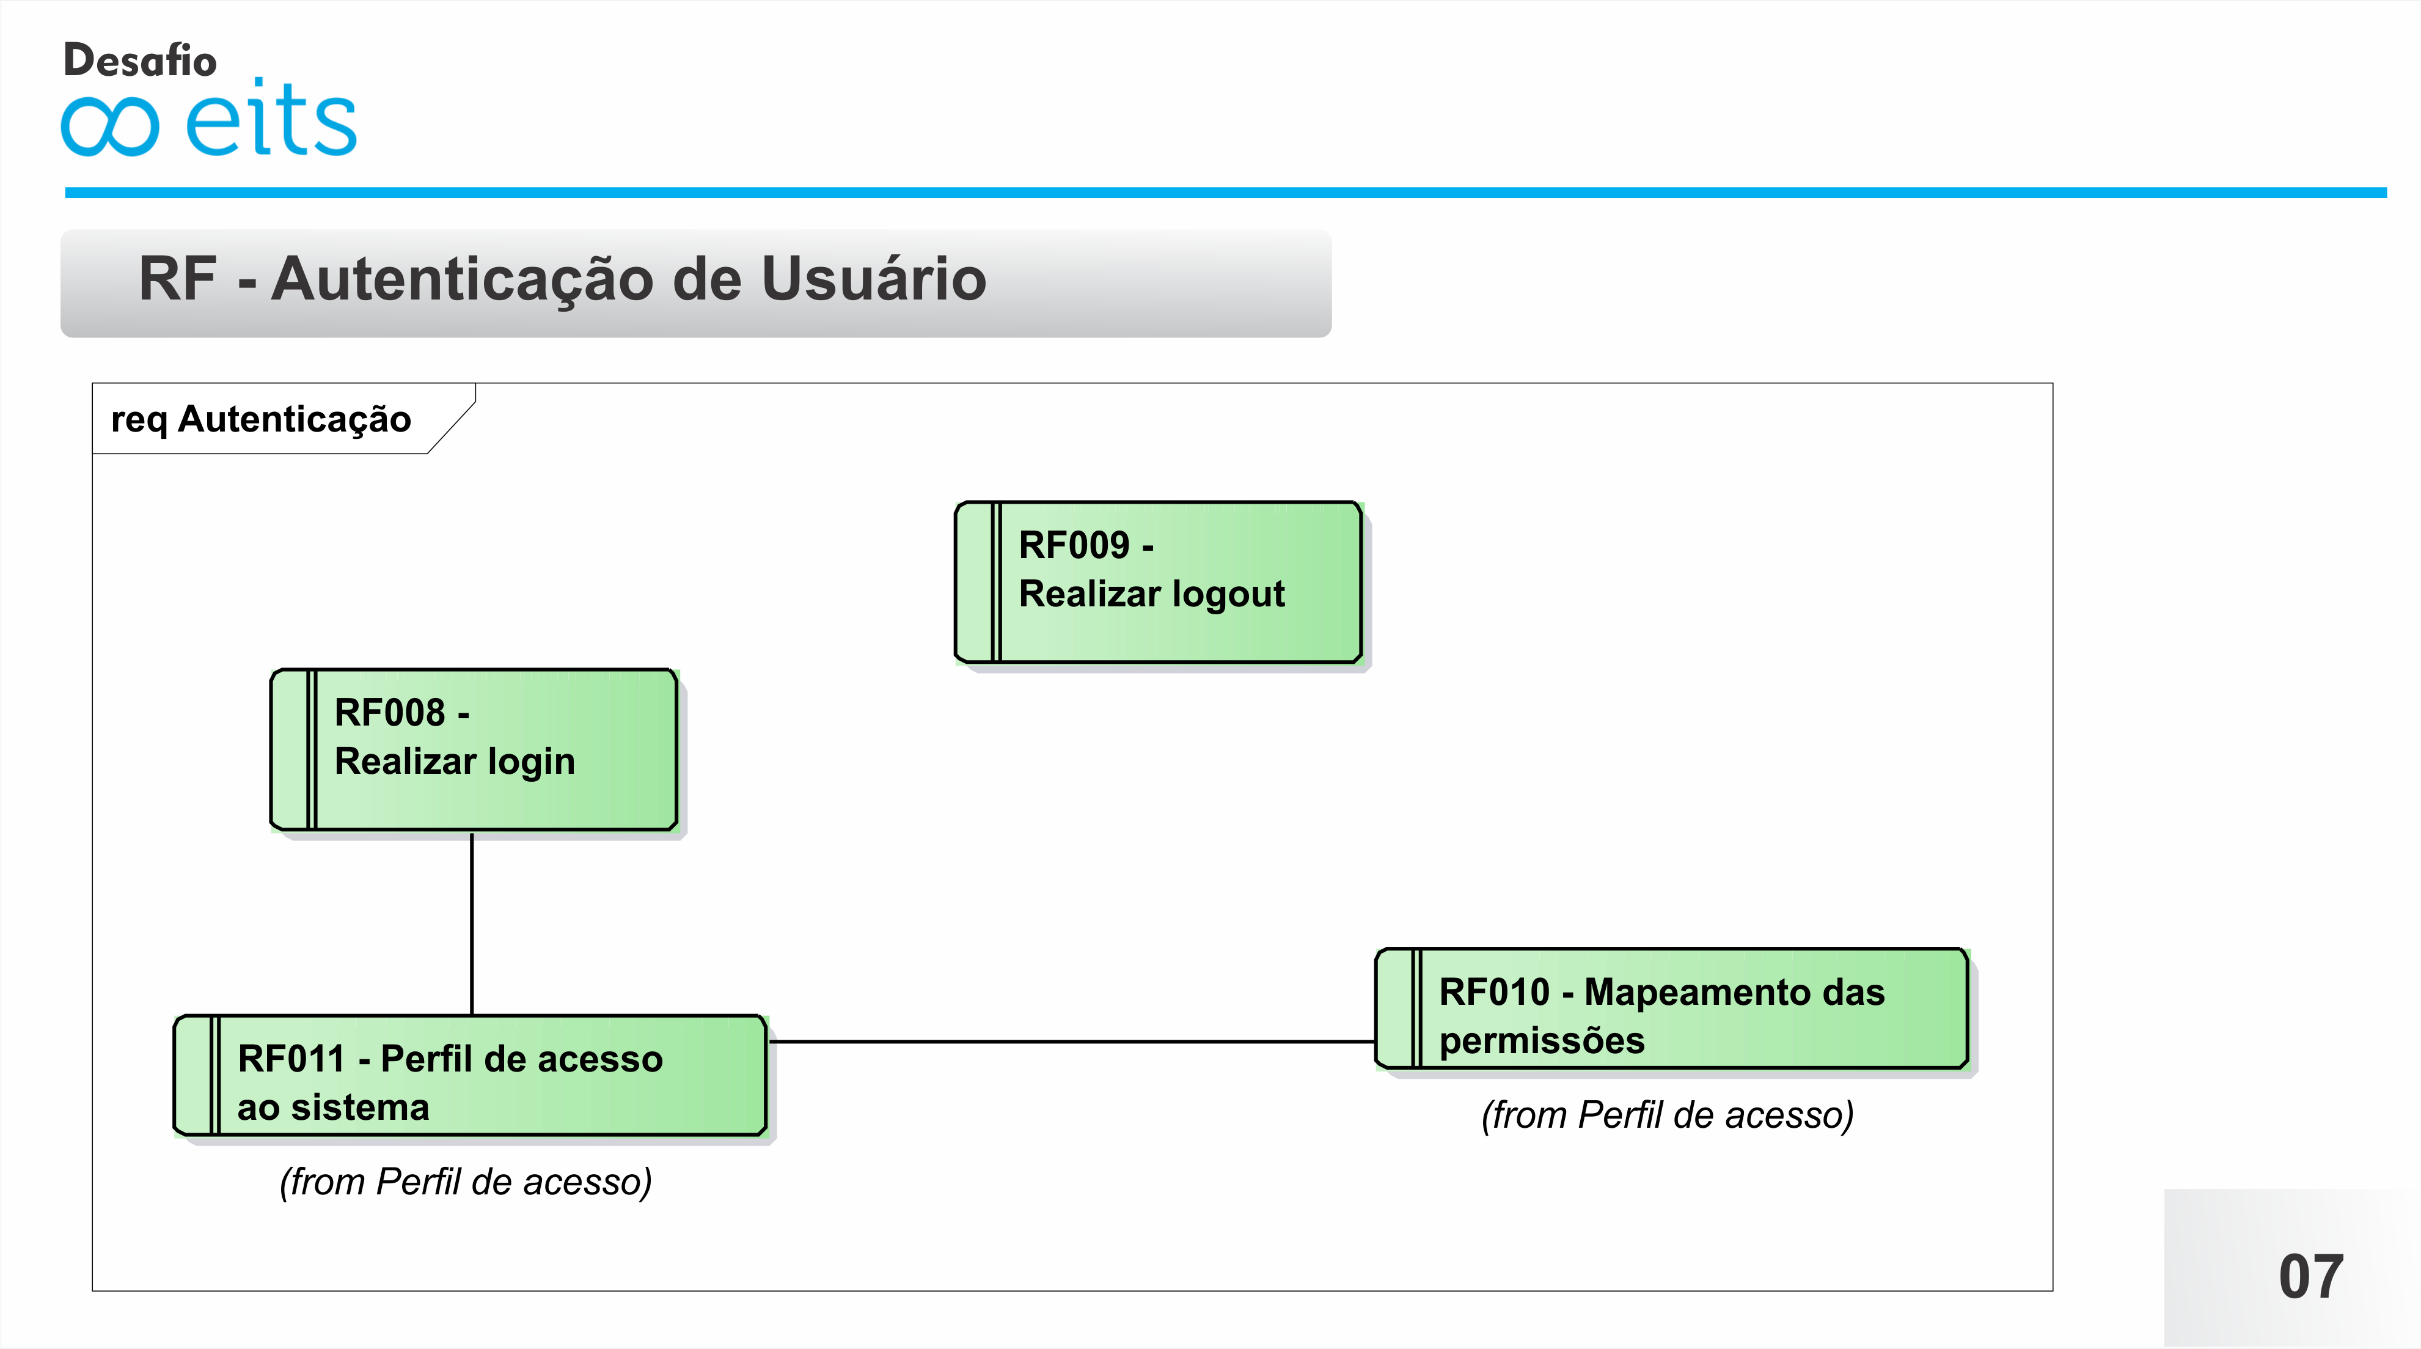 Desafio
eits
RF - Autenticação de Usuário
req Autenticação
RF009 -
Realizar logout
RF008 -
Realizar login
RF010 - Mapeamento das
permissões
(from Perfil de acesso)
RF011 - Perfil de acesso
ao sistema
(from Perfil de acesso)
07